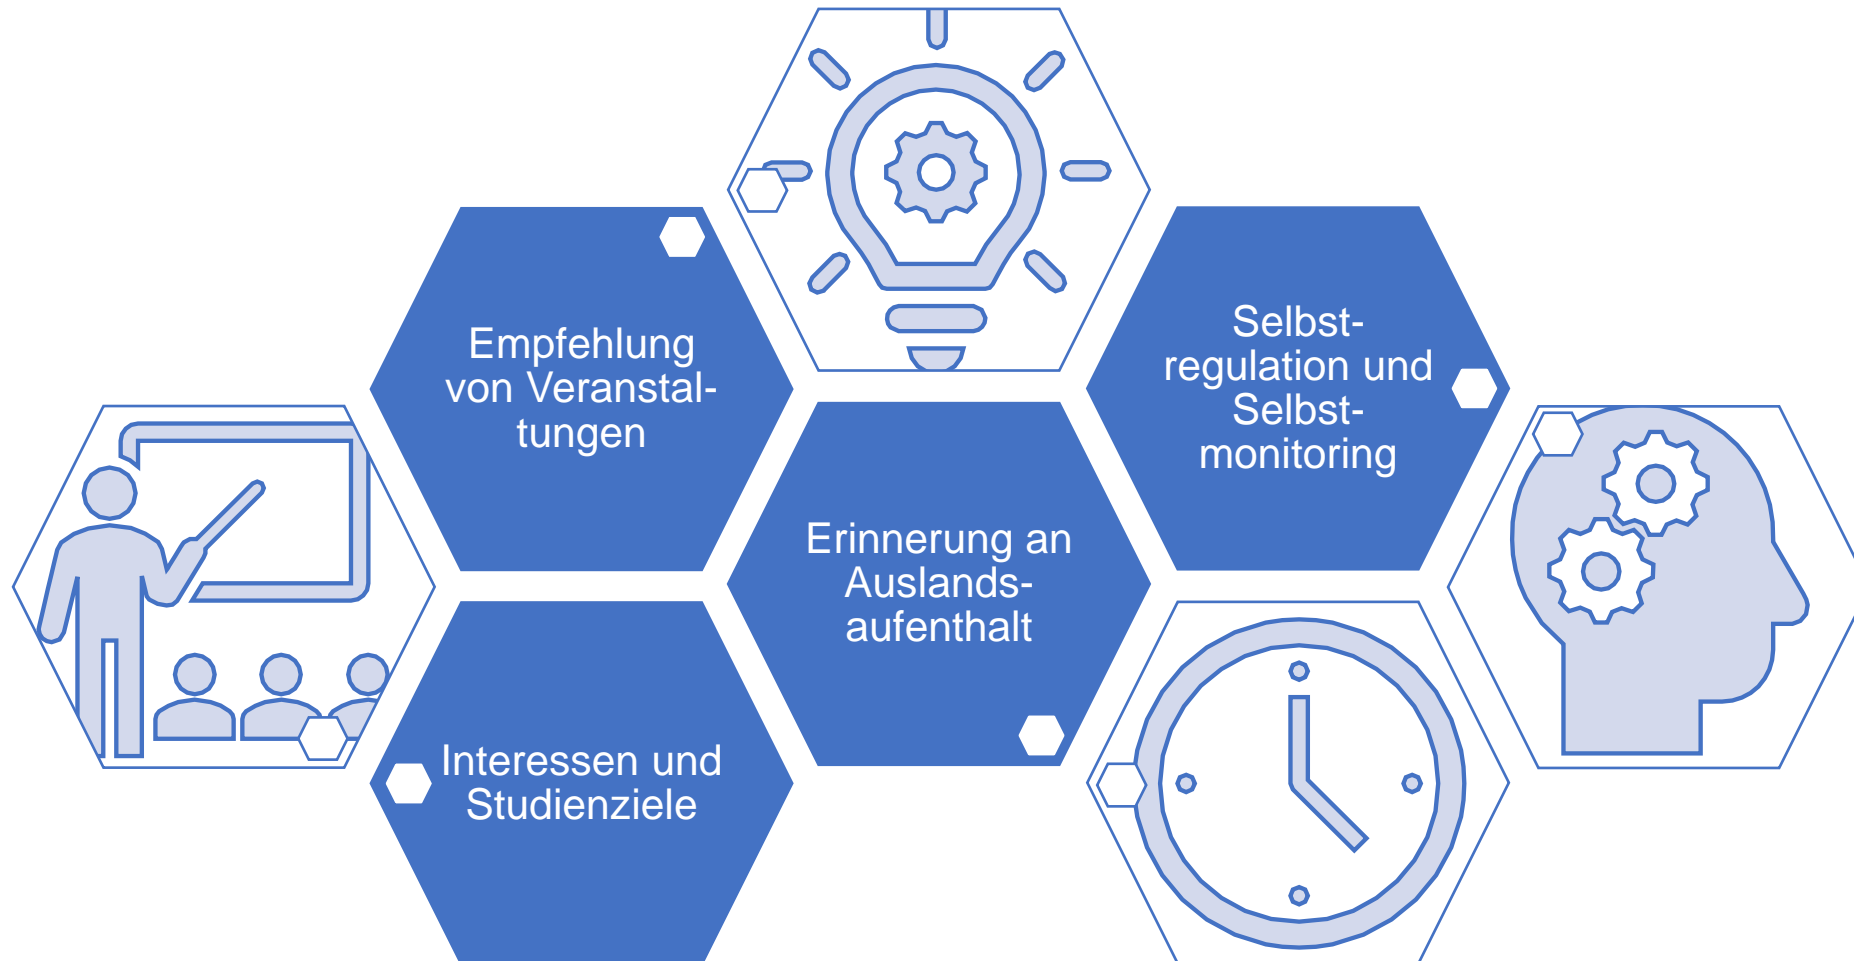 Empfehlung
von Veranstal-
tungen
Interessen und
Studienziele
Erinnerung an
Auslands-
aufenthalt
Selbst-
regulation und
Selbst-
monitoring